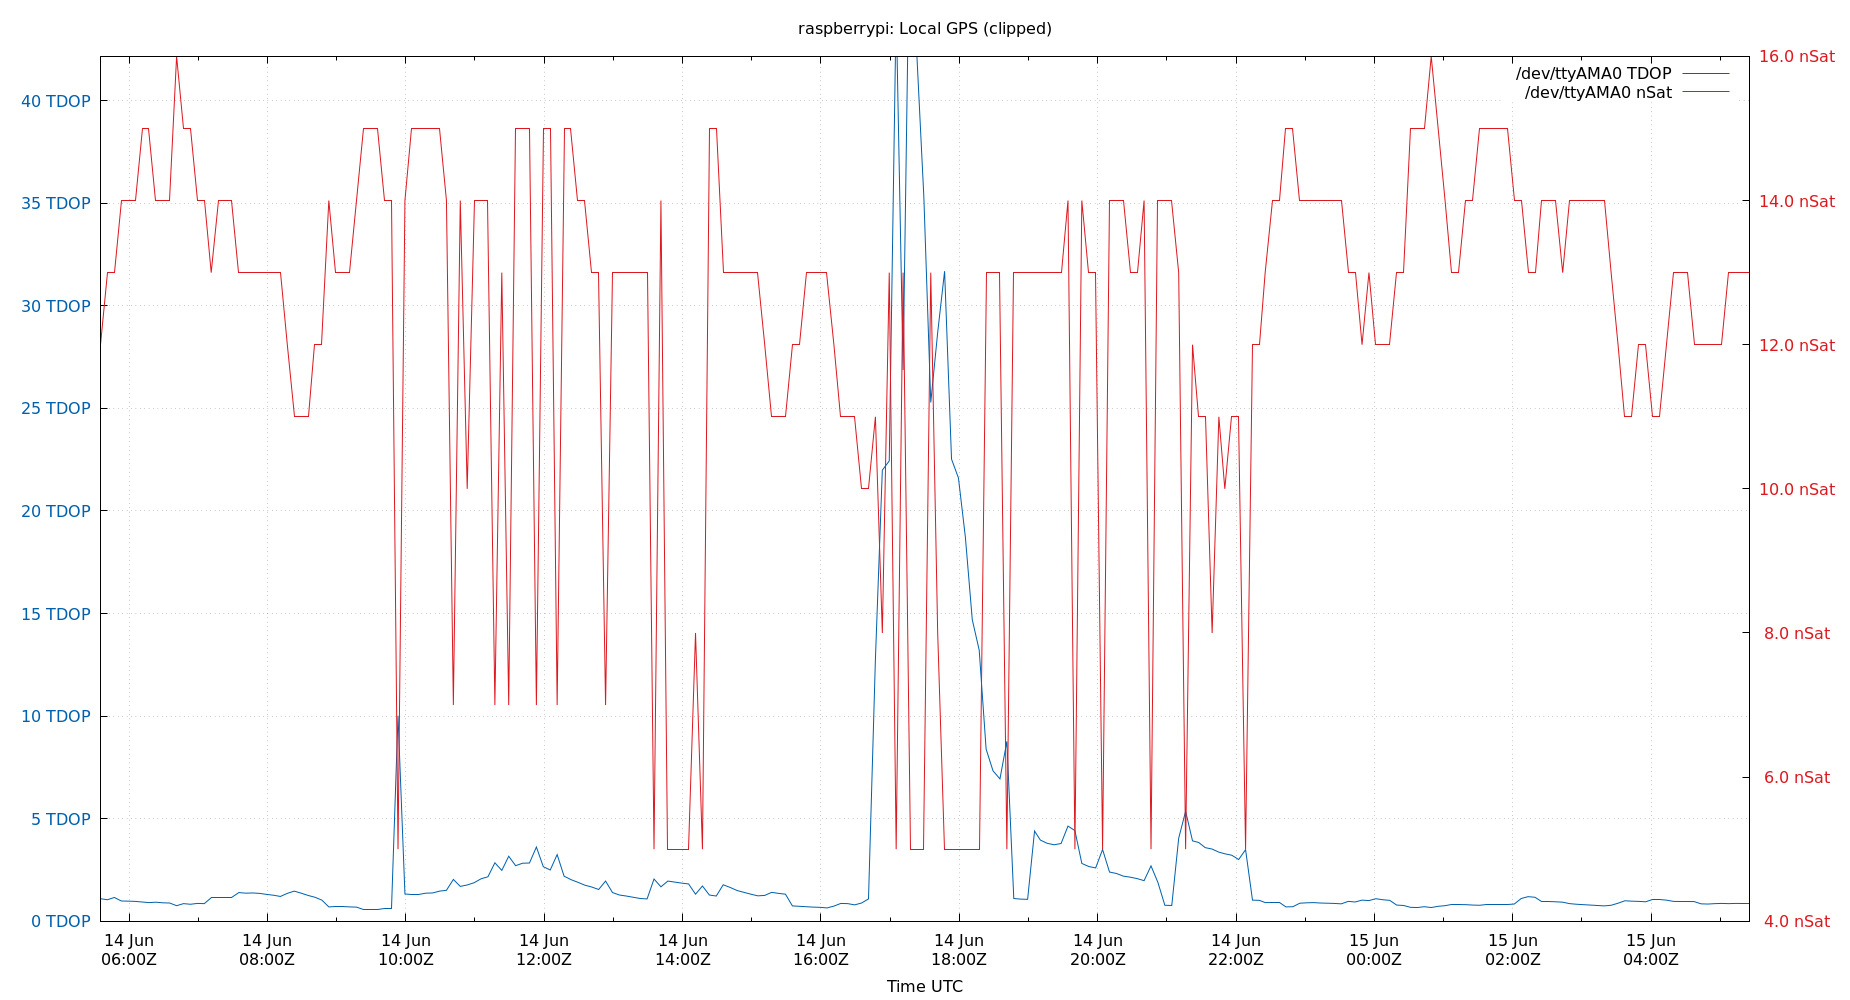 raspberrypi: Local GPS (clipped)
/dev/ttyAMA0 TDOP
/dev/ttyAMA0 nSat
40 TDOP
35 TDOP
30 TDOP
25 TDOP
20 TDOP
15 TDOP
10 TDOP
5 TDOP
0 TDOP
16.0 nSat
14.0 nSat
12.0 nSat
10.0 nSat
8.0 nSat
6.0 nSat
4.0 nSat
14 Jun
06:00Z
14 Jun
08:00Z
14 Jun
10:00Z
14 Jun
12:00Z
14 Jun
14:00Z
14 Jun
16:00Z
14 Jun
18:00Z
14 Jun
20:00Z
14 Jun
22:00Z
15 Jun
00:00Z
15 Jun
02:00Z
15 Jun
04:00Z
Time UTC